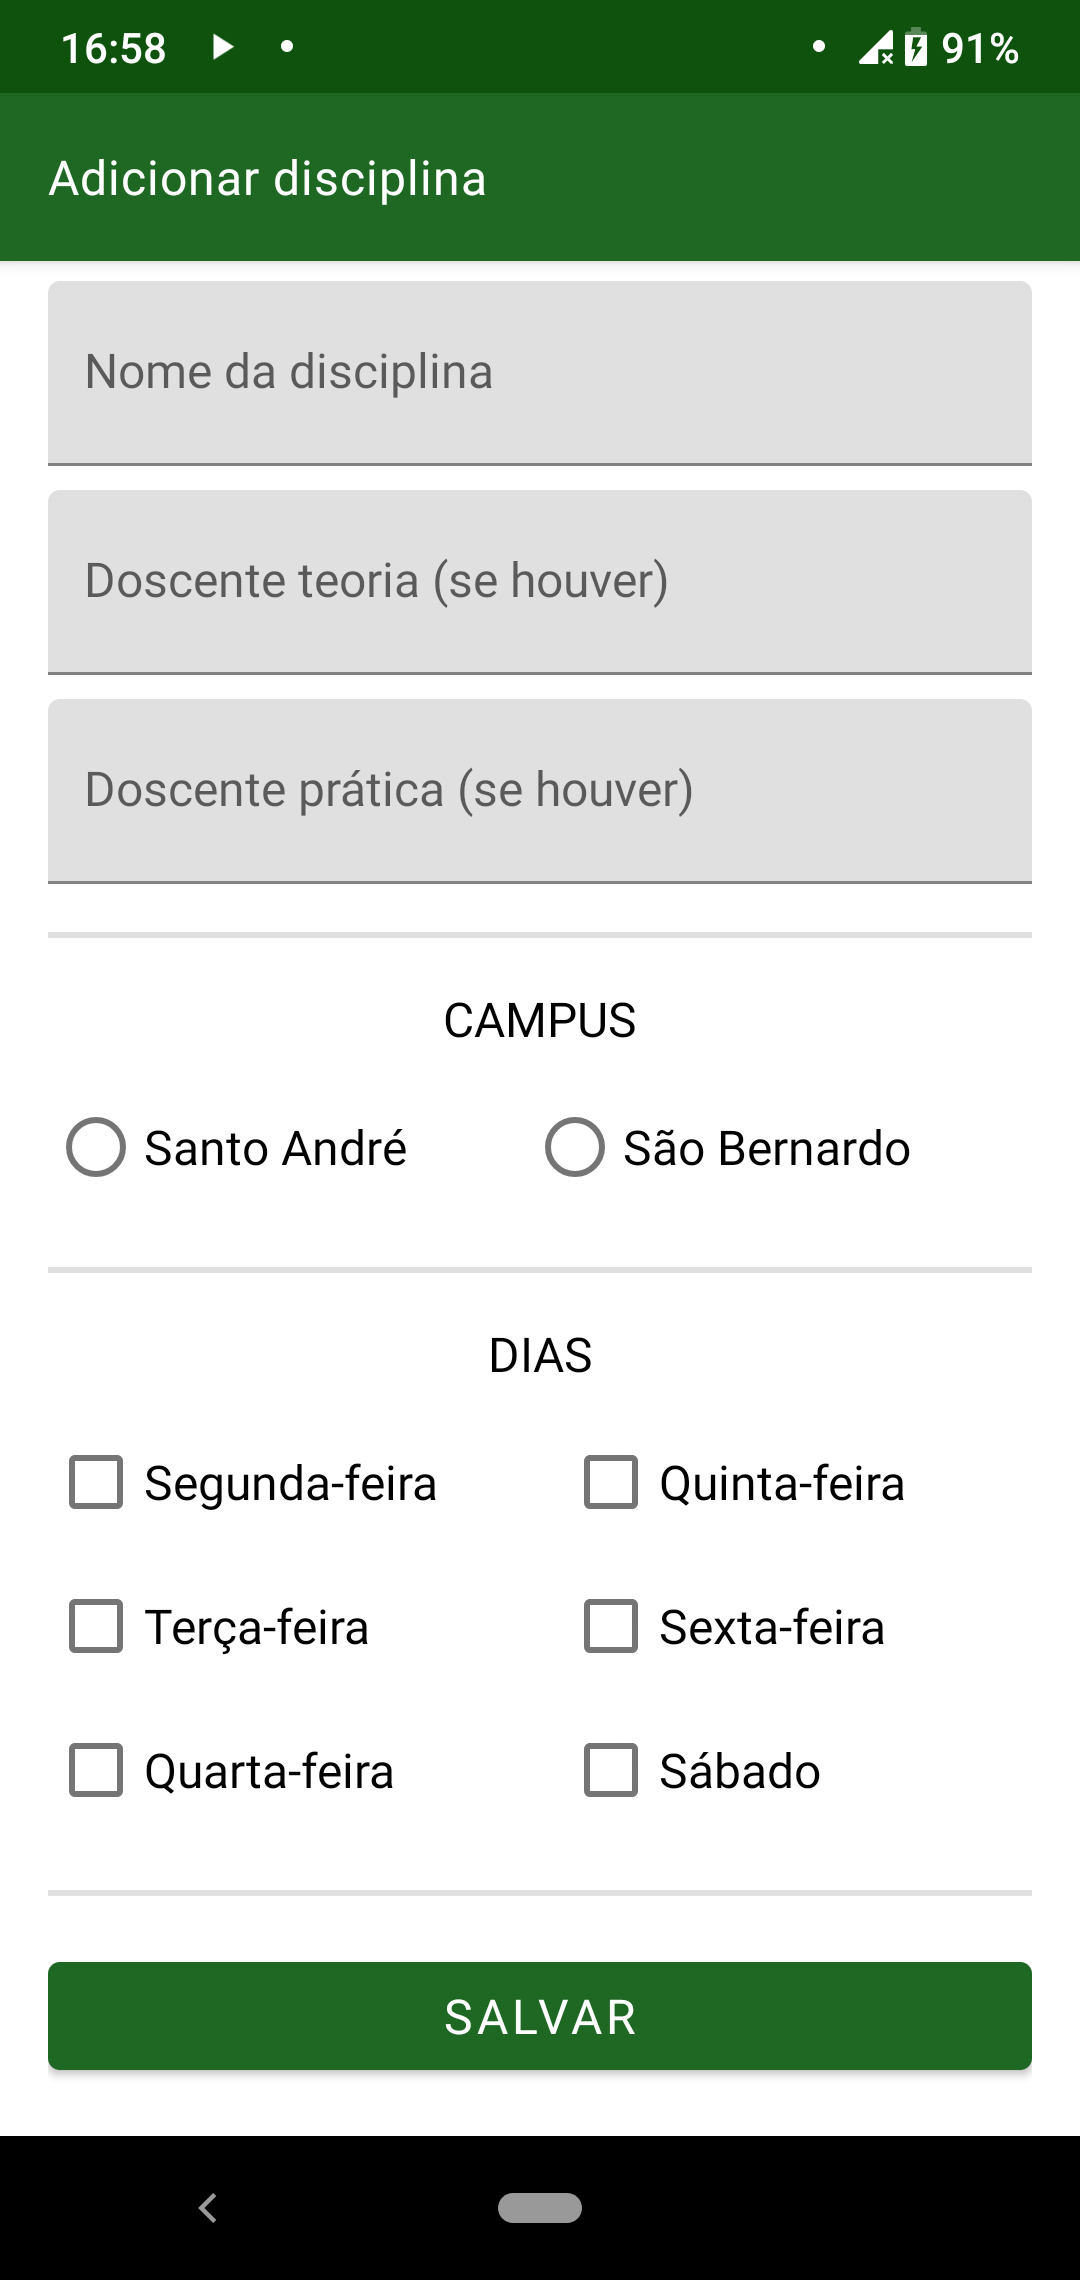 16:58 91%
Adicionar disciplina
Nome da disciplina
Doscente teoria (se houver)
Doscente prática (se houver)
CAMPUS
Santo André São Bernardo
DIAS
Segunda-feira Quinta-feira
Terça-feira Sexta-feira
Quarta-feira Sábado
SALVAR